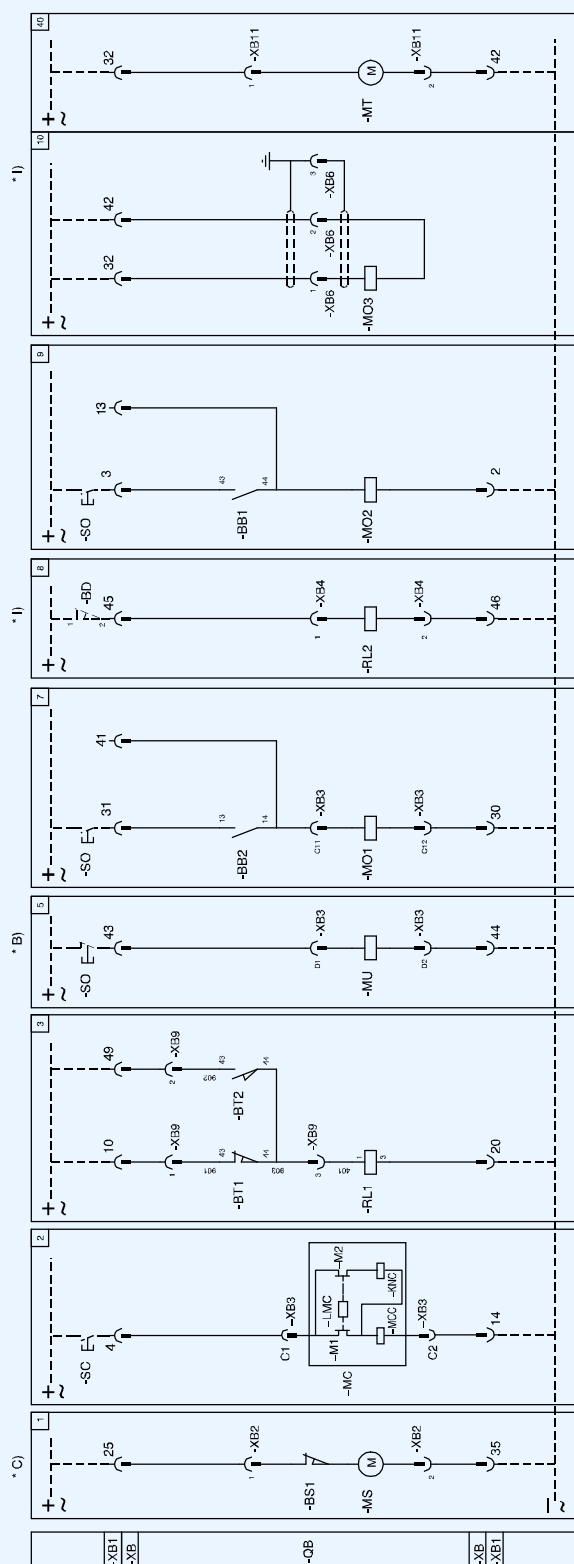 -XB1
-XB
-QB
-XB
-XB1
* C)
1
+
~
25
-XB2
1
-BS1
M
-MS
-XB2
2
35
—
~
2
+
~
-SC
4
-XB3
C1
–M2
–LMC
–M1
–KNC
–MCC
–MC
–XB3
C2
14
3
+
~
10
49
-XB9
1
-XB9
2
901
902
43
44
-BT1
43
44
-BT2
903
-XB9
3
401
1
3
-RL1
20
* B)
5
+
~
-SO
43
-XB3
D1
-MU
-XB3
D2
44
7
+
~
-SO
31
41
13
14
-BB2
-XB3
C11
-MO1
-XB3
C12
30
* I)
8
+
~
1
2
-BD
45
-XB4
1
-RL2
-XB4
2
46
9
+
~
-SO
3
13
43
44
-BB1
-MO2
2
* I)
10
+
~
32
42
1
-XB6
2
-XB6
3
-XB6
-MO3
40
+
~
32
-XB11
1
M
-MT
-XB11
2
42